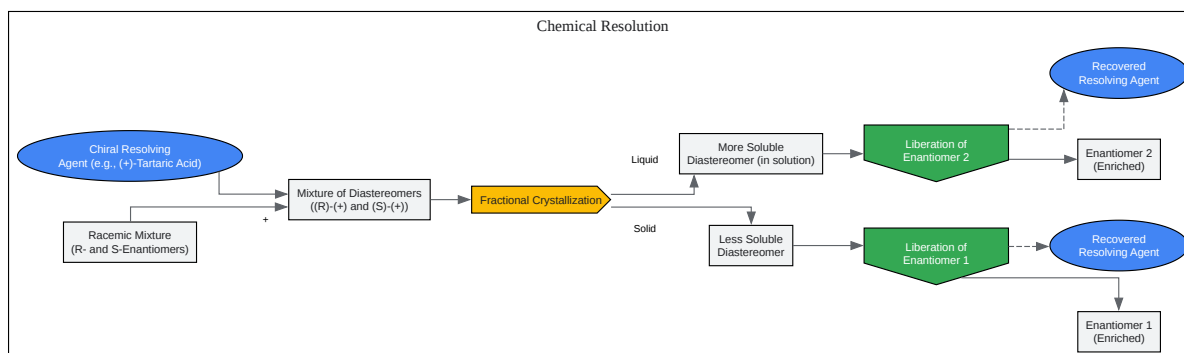 Chemical Resolution
Chiral Resolving
Agent (e.g., (+)-Tartaric Acid)
Racemic Mixture
(R- and S-Enantiomers)
+
Mixture of Diastereomers
((R)-(+) and (S)-(+))
Fractional Crystallization
Liquid
Solid
More Soluble
Diastereomer (in solution)
Less Soluble
Diastereomer
Liberation of
Enantiomer 2
Liberation of
Enantiomer 1
Recovered
Resolving Agent
Enantiomer 2
(Enriched)
Recovered
Resolving Agent
Enantiomer 1
(Enriched)